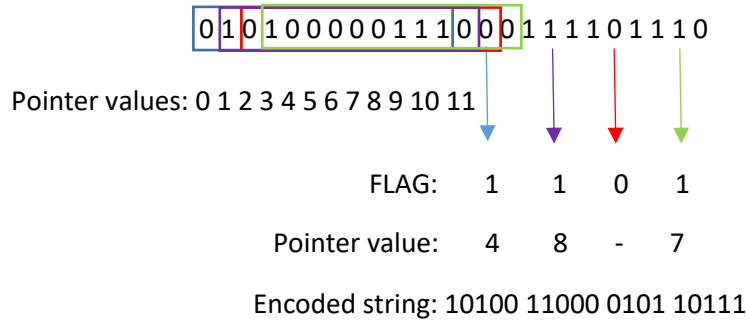 0 1 0 1 0 0 0 0 0 1 1 1 0 0 0 1 1 1 1 0 1 1 1 0
Pointer values: 0 1 2 3 4 5 6 7 8 9 10 11
FLAG: 1 1 0 1
Pointer value: 4 8 - 7
Encoded string: 10100 11000 0101 10111